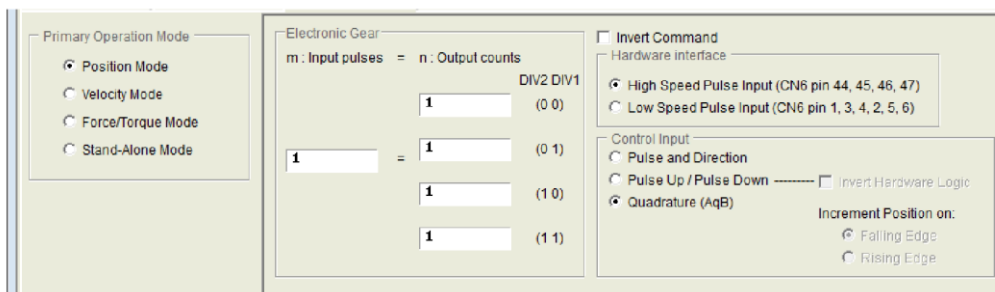 Primary Operation Mode
Position Mode
Velocity Mode
Force/Torque Mode
Stand-Alone Mode
Electronic Gear
m : Input pulses = n : Output counts
DIV2 DIV1
1 (0 0)
1 = 1 (0 1)
1 (1 0)
1 (1 1)
Invert Command
Hardware interface
High Speed Pulse Input (CN6 pin 44, 45, 46, 47)
Low Speed Pulse Input (CN6 pin 1, 3, 4, 2, 5, 6)
Control Input
Pulse and Direction
Pulse Up / Pulse Down --------- Invert Hardware Logic
Quadrature (AqB)
Increment Position on:
Falling Edge
Rising Edge